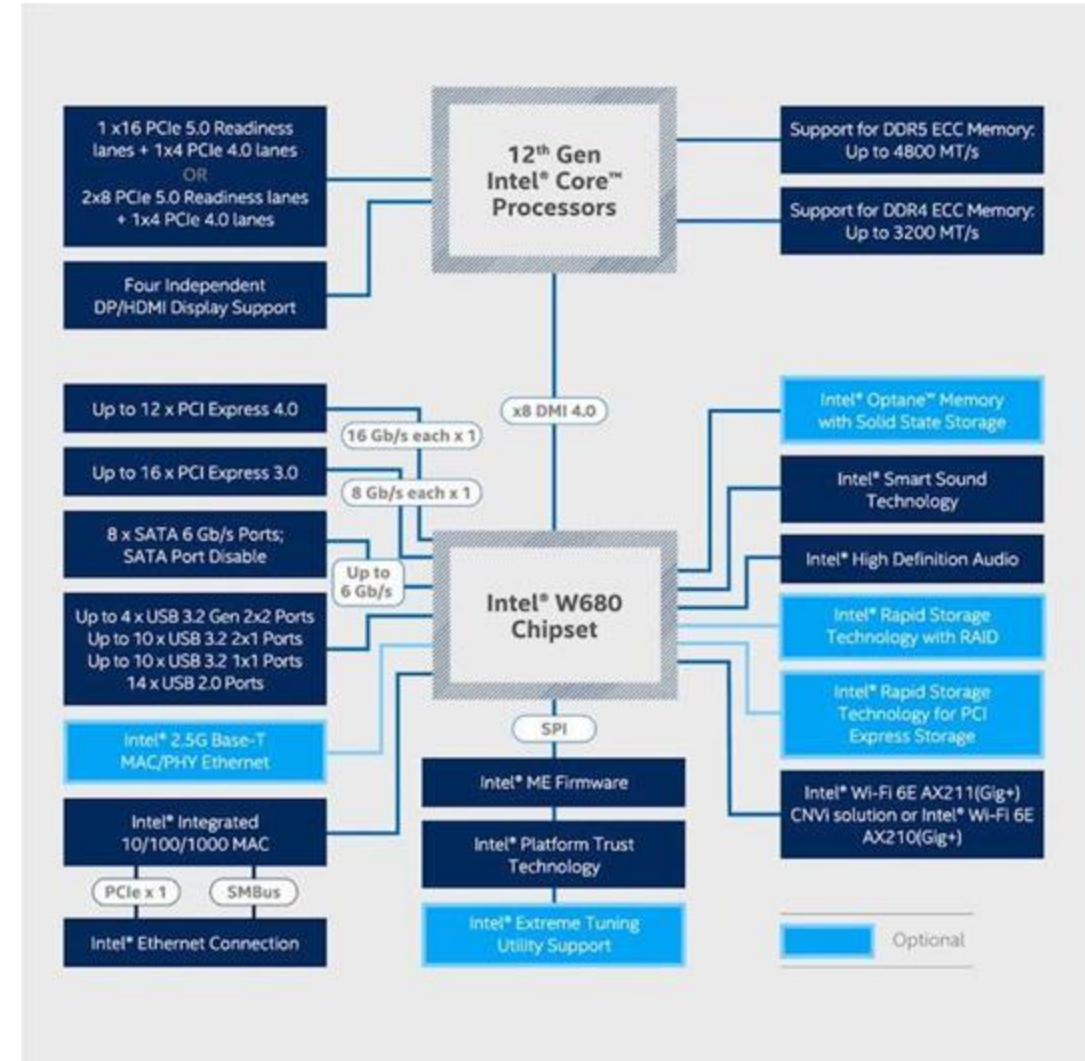 1 x16 PCIe 5.0 Readiness
lanes + 1x4 PCIe 4.0 lanes
OR
2x8 PCIe 5.0 Readiness lanes
+ 1x4 PCIe 4.0 lanes
Four Independent
DP/HDMI Display Support
12th Gen
Intel® Core™
Processors
Support for DDR5 ECC Memory:
Up to 4800 MT/s
Support for DDR4 ECC Memory:
Up to 3200 MT/s
x8 DMI 4.0
Up to 12 x PCI Express 4.0
16 Gb/s each x 1
Up to 16 x PCI Express 3.0
8 Gb/s each x 1
8 x SATA 6 Gb/s Ports;
SATA Port Disable
Up to
6 Gb/s
Up to 4 x USB 3.2 Gen 2x2 Ports
Up to 10 x USB 3.2 2x1 Ports
Up to 10 x USB 3.2 1x1 Ports
14 x USB 2.0 Ports
Intel® 2.5G Base-T
MAC/PHY Ethernet
Intel® Integrated
10/100/1000 MAC
PCIe x 1
SMBus
Intel® Ethernet Connection
Intel® W680
Chipset
SPI
Intel® ME Firmware
Intel® Platform Trust
Technology
Intel® Extreme Tuning
Utility Support
Intel® Optane™ Memory
with Solid State Storage
Intel® Smart Sound
Technology
Intel® High Definition Audio
Intel® Rapid Storage
Technology with RAID
Intel® Rapid Storage
Technology for PCI
Express Storage
Intel® Wi-Fi 6E AX211(Gig+)
CNVi solution or Intel® Wi-Fi 6E
AX210(Gig+)
Optional